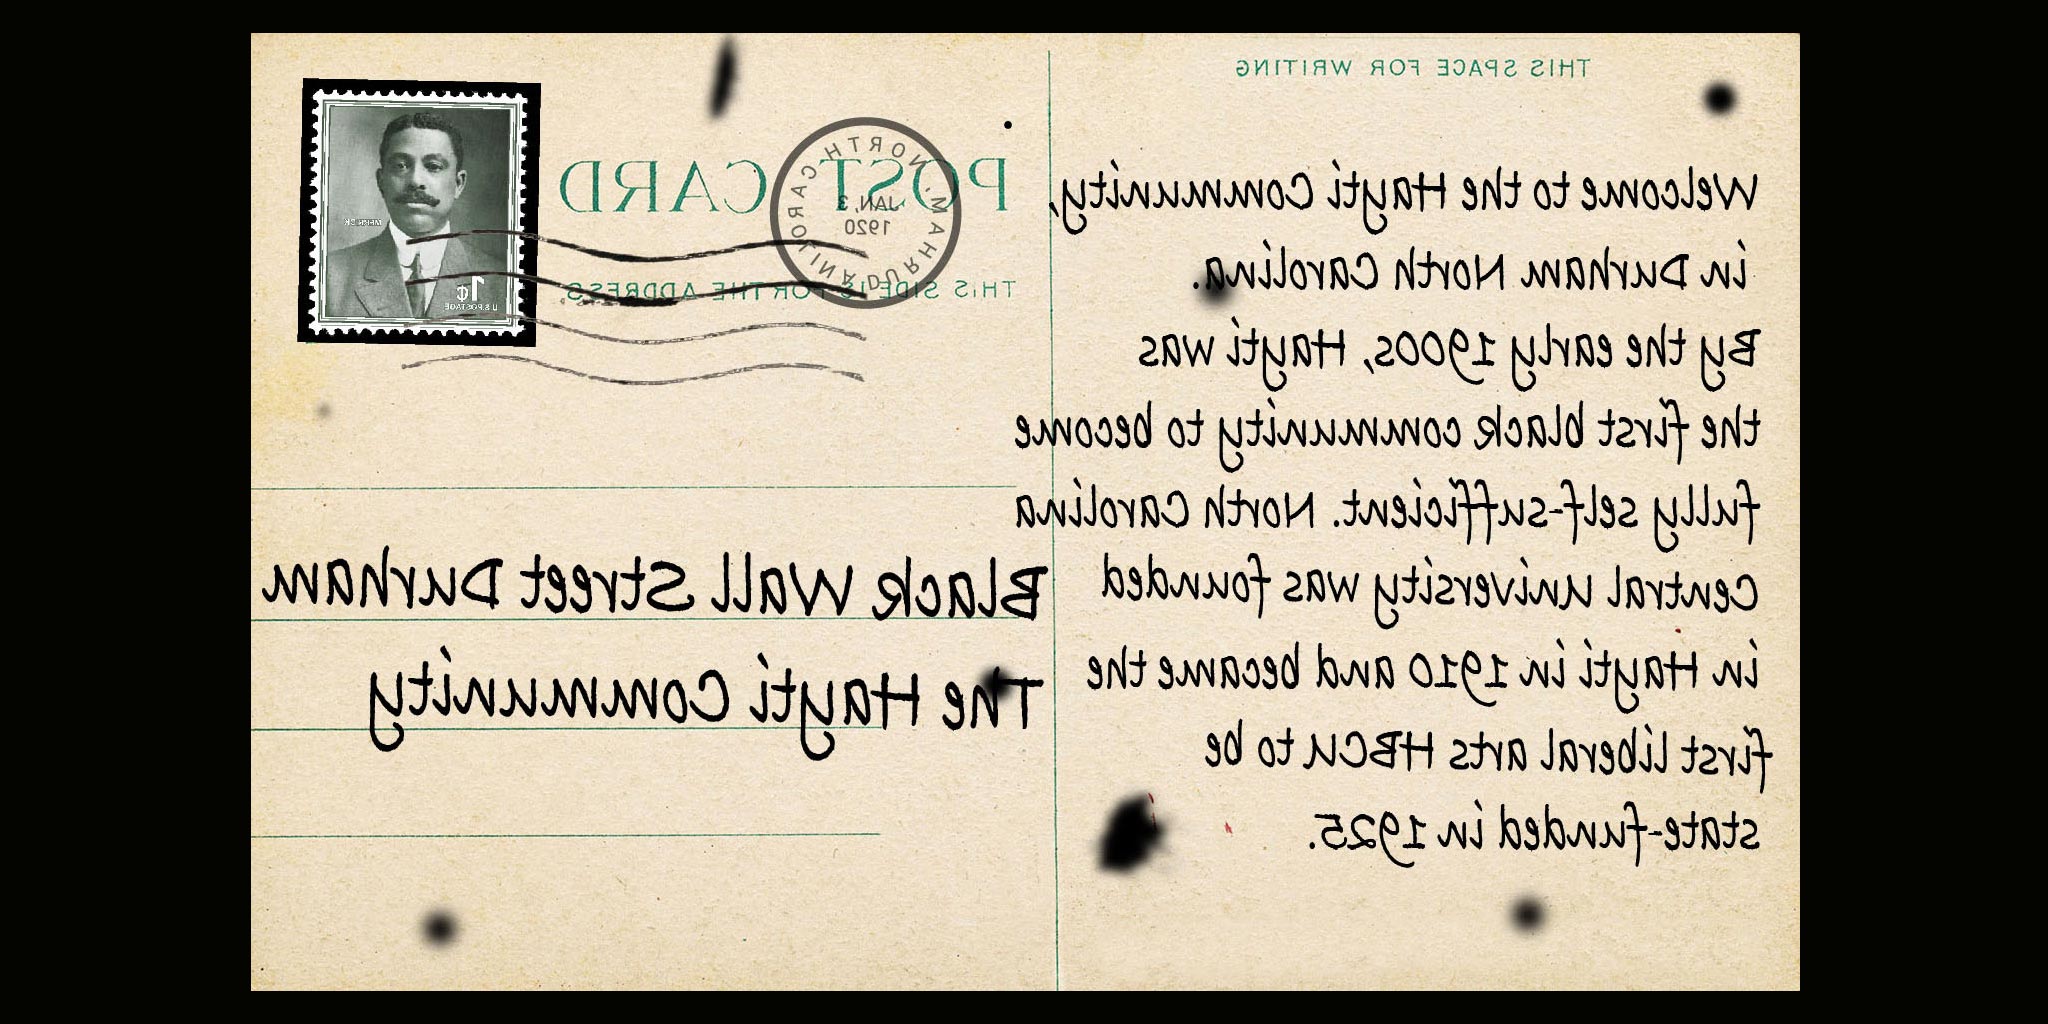 THIS SPACE FOR WRITING
Welcome to the Hayti Community,
in Durham North Carolina.
By the early 1900s, Hayti was
the first black community to become
fully self-sufficient. North Carolina
Central University was founded
in Hayti in 1910 and became the
first liberal arts HBCU to be
state-funded in 1925.
POST CARD
THIS SIDE IS FOR THE ADDRESS.
DURHAM, NORTH CAROLINA
JAN, 3
1920
1¢
U.S. POSTAGE
Black Wall Street Durham
The Hayti Community